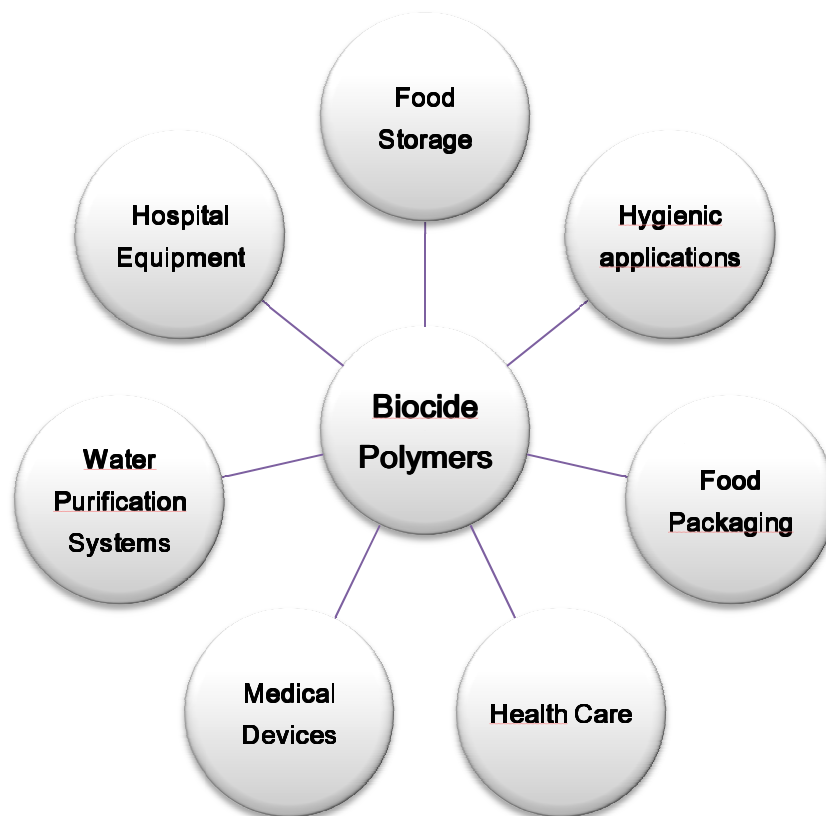 Food
Storage
Hospital
Equipment
Hygienic
applications
Biocide
Polymers
Water
Purification
Systems
Food
Packaging
Medical
Devices
Health Care